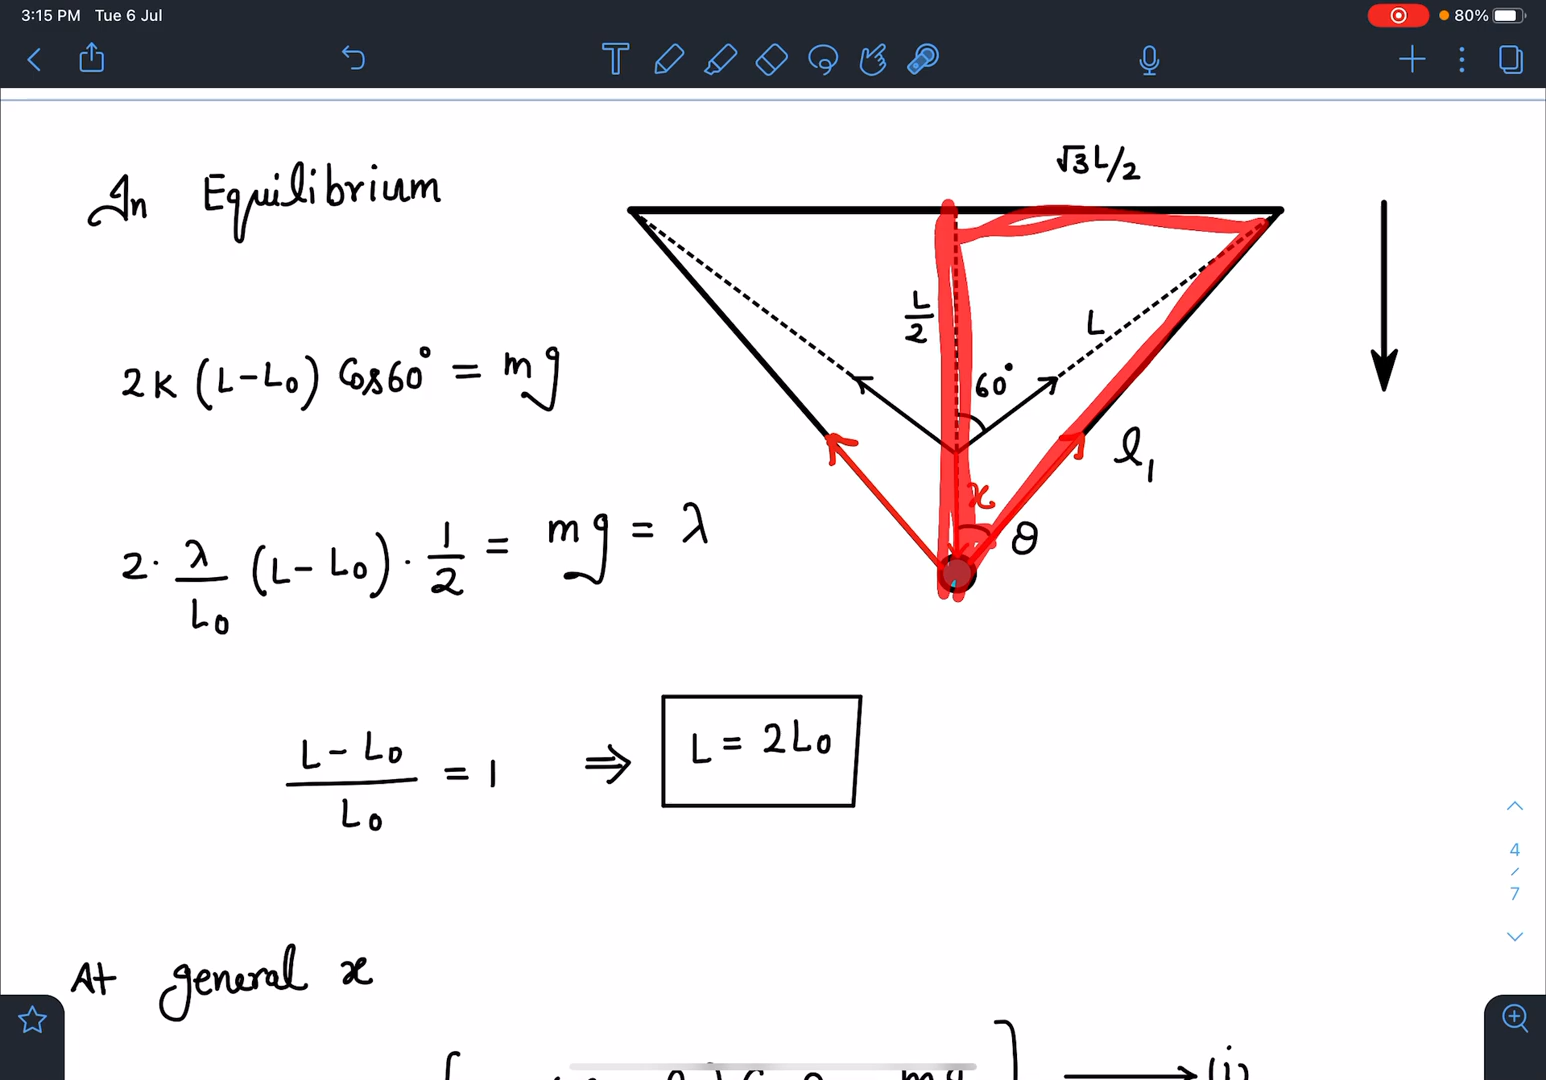 3:15 PM Tue 6 Jul
80%
In Equilibrium
√3L/2
L/2
L
60°
2K (L-L₀) Cos60° = mg
l₁
x
θ
2. λ/L₀ (L-L₀) . 1/2 = mg = λ
(L-L₀)/L₀ = 1 ⇒ L = 2L₀
4
/
7
At general x
(i)